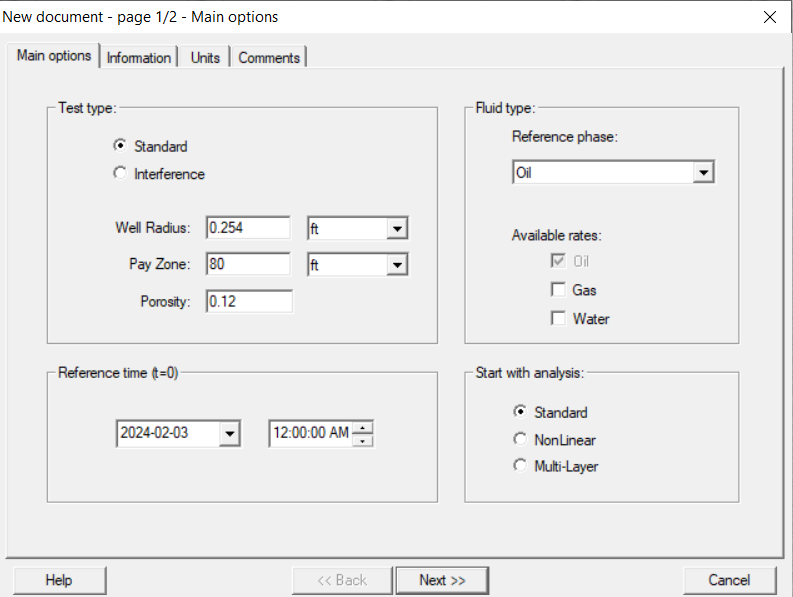 New document - page 1/2 - Main options
Main options Information Units Comments
Test type:
Standard
Interference
Well Radius: 0.254 ft
Pay Zone: 80 ft
Porosity: 0.12
Fluid type:
Reference phase:
Oil
Available rates:
Oil
Gas
Water
Reference time (t=0)
2024-02-03 12:00:00 AM
Start with analysis:
Standard
NonLinear
Multi-Layer
Help << Back Next >> Cancel